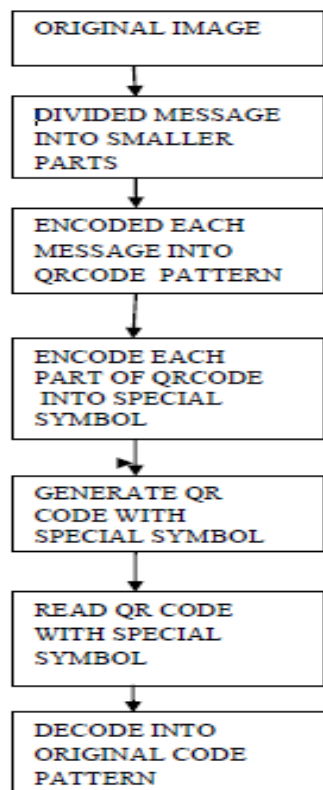 ORIGINAL IMAGE
DIVIDED MESSAGE
INTO SMALLER
PARTS
ENCODED EACH
MESSAGE INTO
QRCODE PATTERN
ENCODE EACH
PART OF QRCODE
INTO SPECIAL
SYMBOL
GENERATE QR
CODE WITH
SPECIAL SYMBOL
READ QR CODE
WITH SPECIAL
SYMBOL
DECODE INTO
ORIGINAL CODE
PATTERN